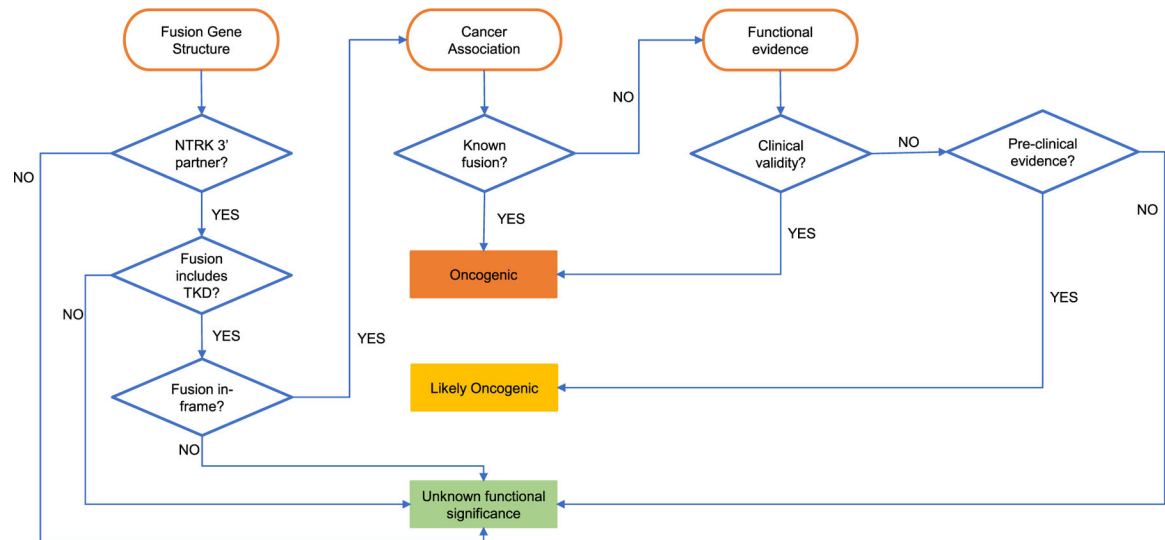 Fusion Gene
Structure
Cancer
Association
Functional
evidence
NTRK 3’
partner?
NO
YES
Fusion
includes
TKD?
NO
YES
Fusion in-
frame?
YES
NO
Known
fusion?
NO
YES
Oncogenic
Clinical
validity?
NO
YES
Pre-clinical
evidence?
NO
YES
Likely Oncogenic
Unknown functional
significance